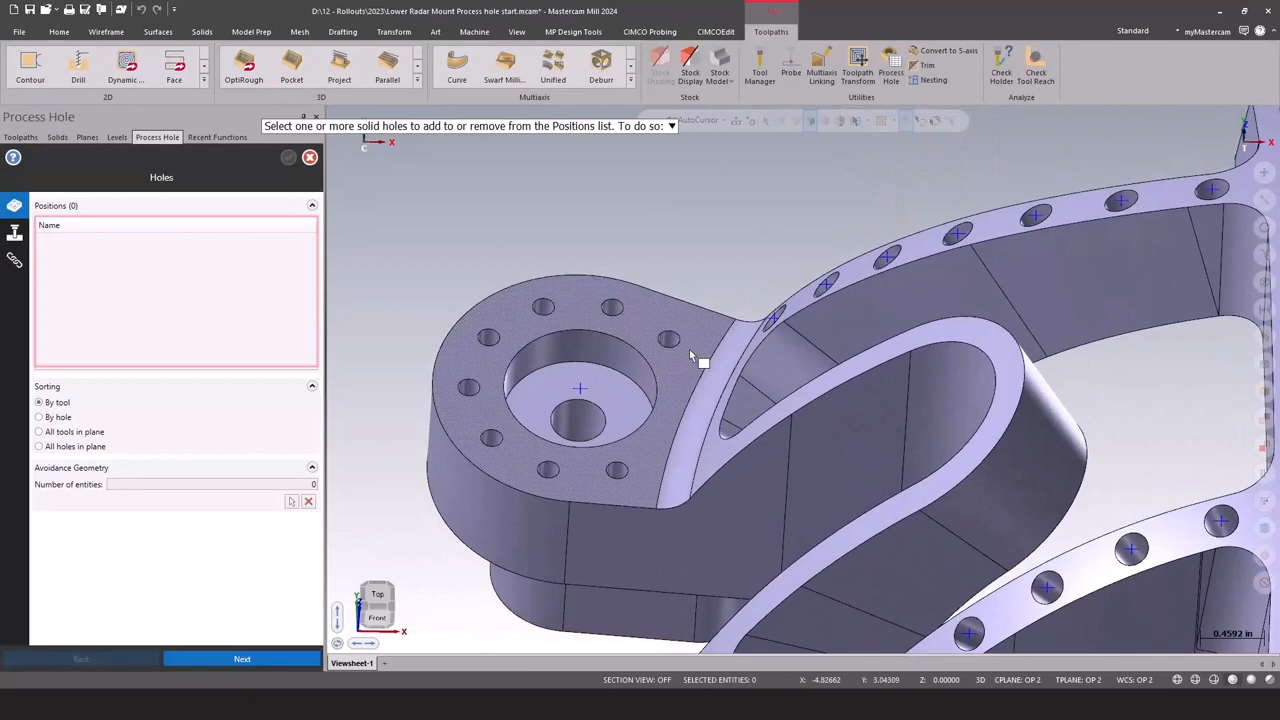 D:\12 - Rollouts\2023\Lower Radar Mount Process hole start.mcam* - Mastercam Mill 2024
File Home Wireframe Surfaces Solids Model Prep Mesh Drafting Transform Art Machine View MP Design Tools CIMCO Probing CIMCOEdit Toolpaths Standard myMastercam
Contour Drill Dynamic ... Face OptiRough Pocket Project Parallel Curve Swarf Milli... Unified Deburr Stock Shading Stock Display Stock Model Tool Manager Probe Multiaxis Linking Toolpath Transform Process Hole Convert to 5-axis Trim Nesting Check Holder Check Tool Reach
2D 3D Multiaxis Stock Utilities Analyze
Process Hole
Select one or more solid holes to add to or remove from the Positions list. To do so:
AutoCursor
Toolpaths Solids Planes Levels Process Hole Recent Functions
C X
T X
Holes
Positions (0)
Name
Sorting
By tool
By hole
All tools in plane
All holes in plane
Avoidance Geometry
Number of entities: 0
Top
Front
Y
X
0.4592 in
Back Next
Viewsheet-1 +
SECTION VIEW: OFF SELECTED ENTITIES: 0 X: -4.82662 Y: 3.04309 Z: 0.00000 3D CPLANE: OP 2 TPLANE: OP 2 WCS: OP 2